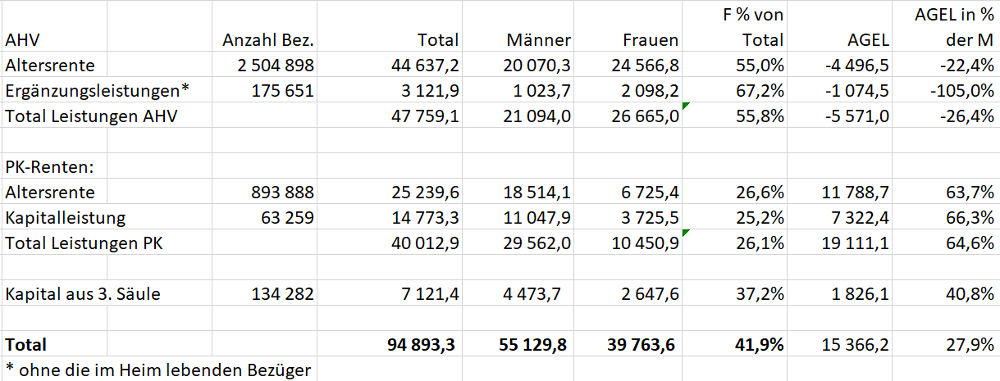 F % von AGEL in %
AHV Anzahl Bez. Total Männer Frauen Total AGEL der M
Altersrente 2 504 898 44 637,2 20 070,3 24 566,8 55,0% -4 496,5 -22,4%
Ergänzungsleistungen* 175 651 3 121,9 1 023,7 2 098,2 67,2% -1 074,5 -105,0%
Total Leistungen AHV 47 759,1 21 094,0 26 665,0 55,8% -5 571,0 -26,4%
PK-Renten:
Altersrente 893 888 25 239,6 18 514,1 6 725,4 26,6% 11 788,7 63,7%
Kapitalleistung 63 259 14 773,3 11 047,9 3 725,5 25,2% 7 322,4 66,3%
Total Leistungen PK 40 012,9 29 562,0 10 450,9 26,1% 19 111,1 64,6%
Kapital aus 3. Säule 134 282 7 121,4 4 473,7 2 647,6 37,2% 1 826,1 40,8%
Total 94 893,3 55 129,8 39 763,6 41,9% 15 366,2 27,9%
* ohne die im Heim lebenden Bezüger